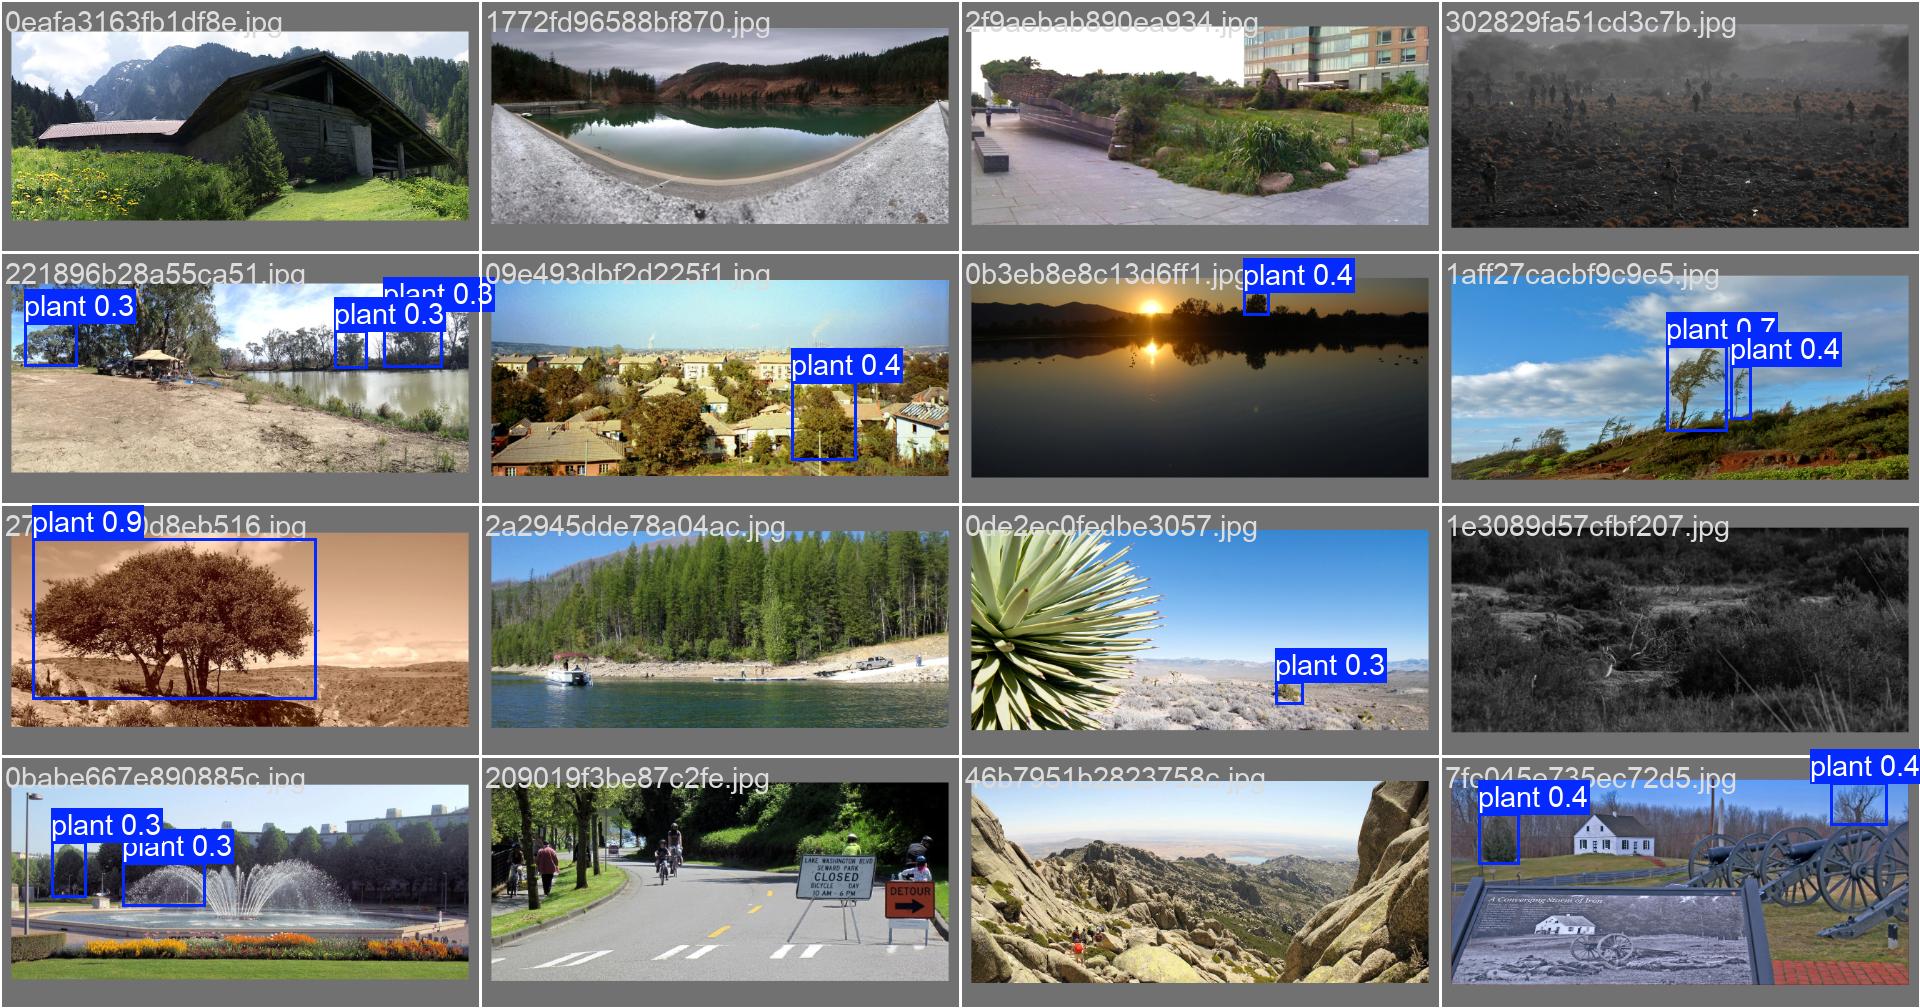 0eafa3163fb1df8e.jpg
1772fd96588bf870.jpg
2f9aebab890ea934.jpg
302829fa51cd3c7b.jpg
221896b28a55ca51.jpg
plant 0.3
plant 0.3
plant 0.3
09e493dbf2d225f1.jpg
plant 0.4
0b3eb8e8c13d6ff1.jpg
plant 0.4
1aff27cacbf9c9e5.jpg
plant 0.7
plant 0.4
plant 0.9
d8eb516.jpg
2a2945dde78a04ac.jpg
0de2ec0fedbe3057.jpg
plant 0.3
1e3089d57cfbf207.jpg
0babe667e890885c.jpg
plant 0.3
plant 0.3
209019f3be87c2fe.jpg
LAKE WASHINGTON BLVD
SEWARD PARK
CLOSED
BICYCLE DAY
10 AM - 6 PM
DETOUR
46b7951b2823758c.jpg
7fc045e735ec72d5.jpg
plant 0.4
plant 0.4
A Converging Storm of Iron